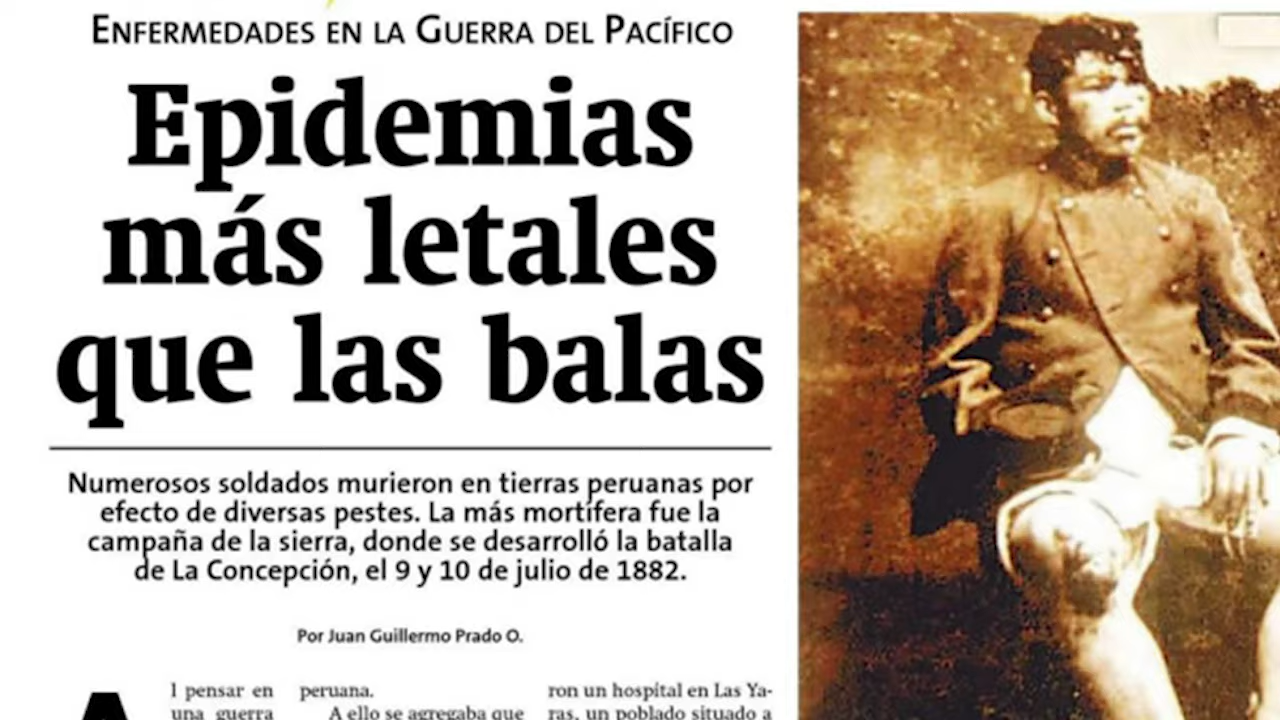 ENFERMEDADES EN LA GUERRA DEL PACÍFICO
Epidemias
más letales
que las balas
Numerosos soldados murieron en tierras peruanas por
efecto de diversas pestes. La más mortífera fue la
campaña de la sierra, donde se desarrolló la batalla
de La Concepción, el 9 y 10 de julio de 1882.
Por Juan Guillermo Prado O.
Al pensar en
una guerra
peruana.
A ello se agregaba que
ron un hospital en Las Ya-
ras, un poblado situado a